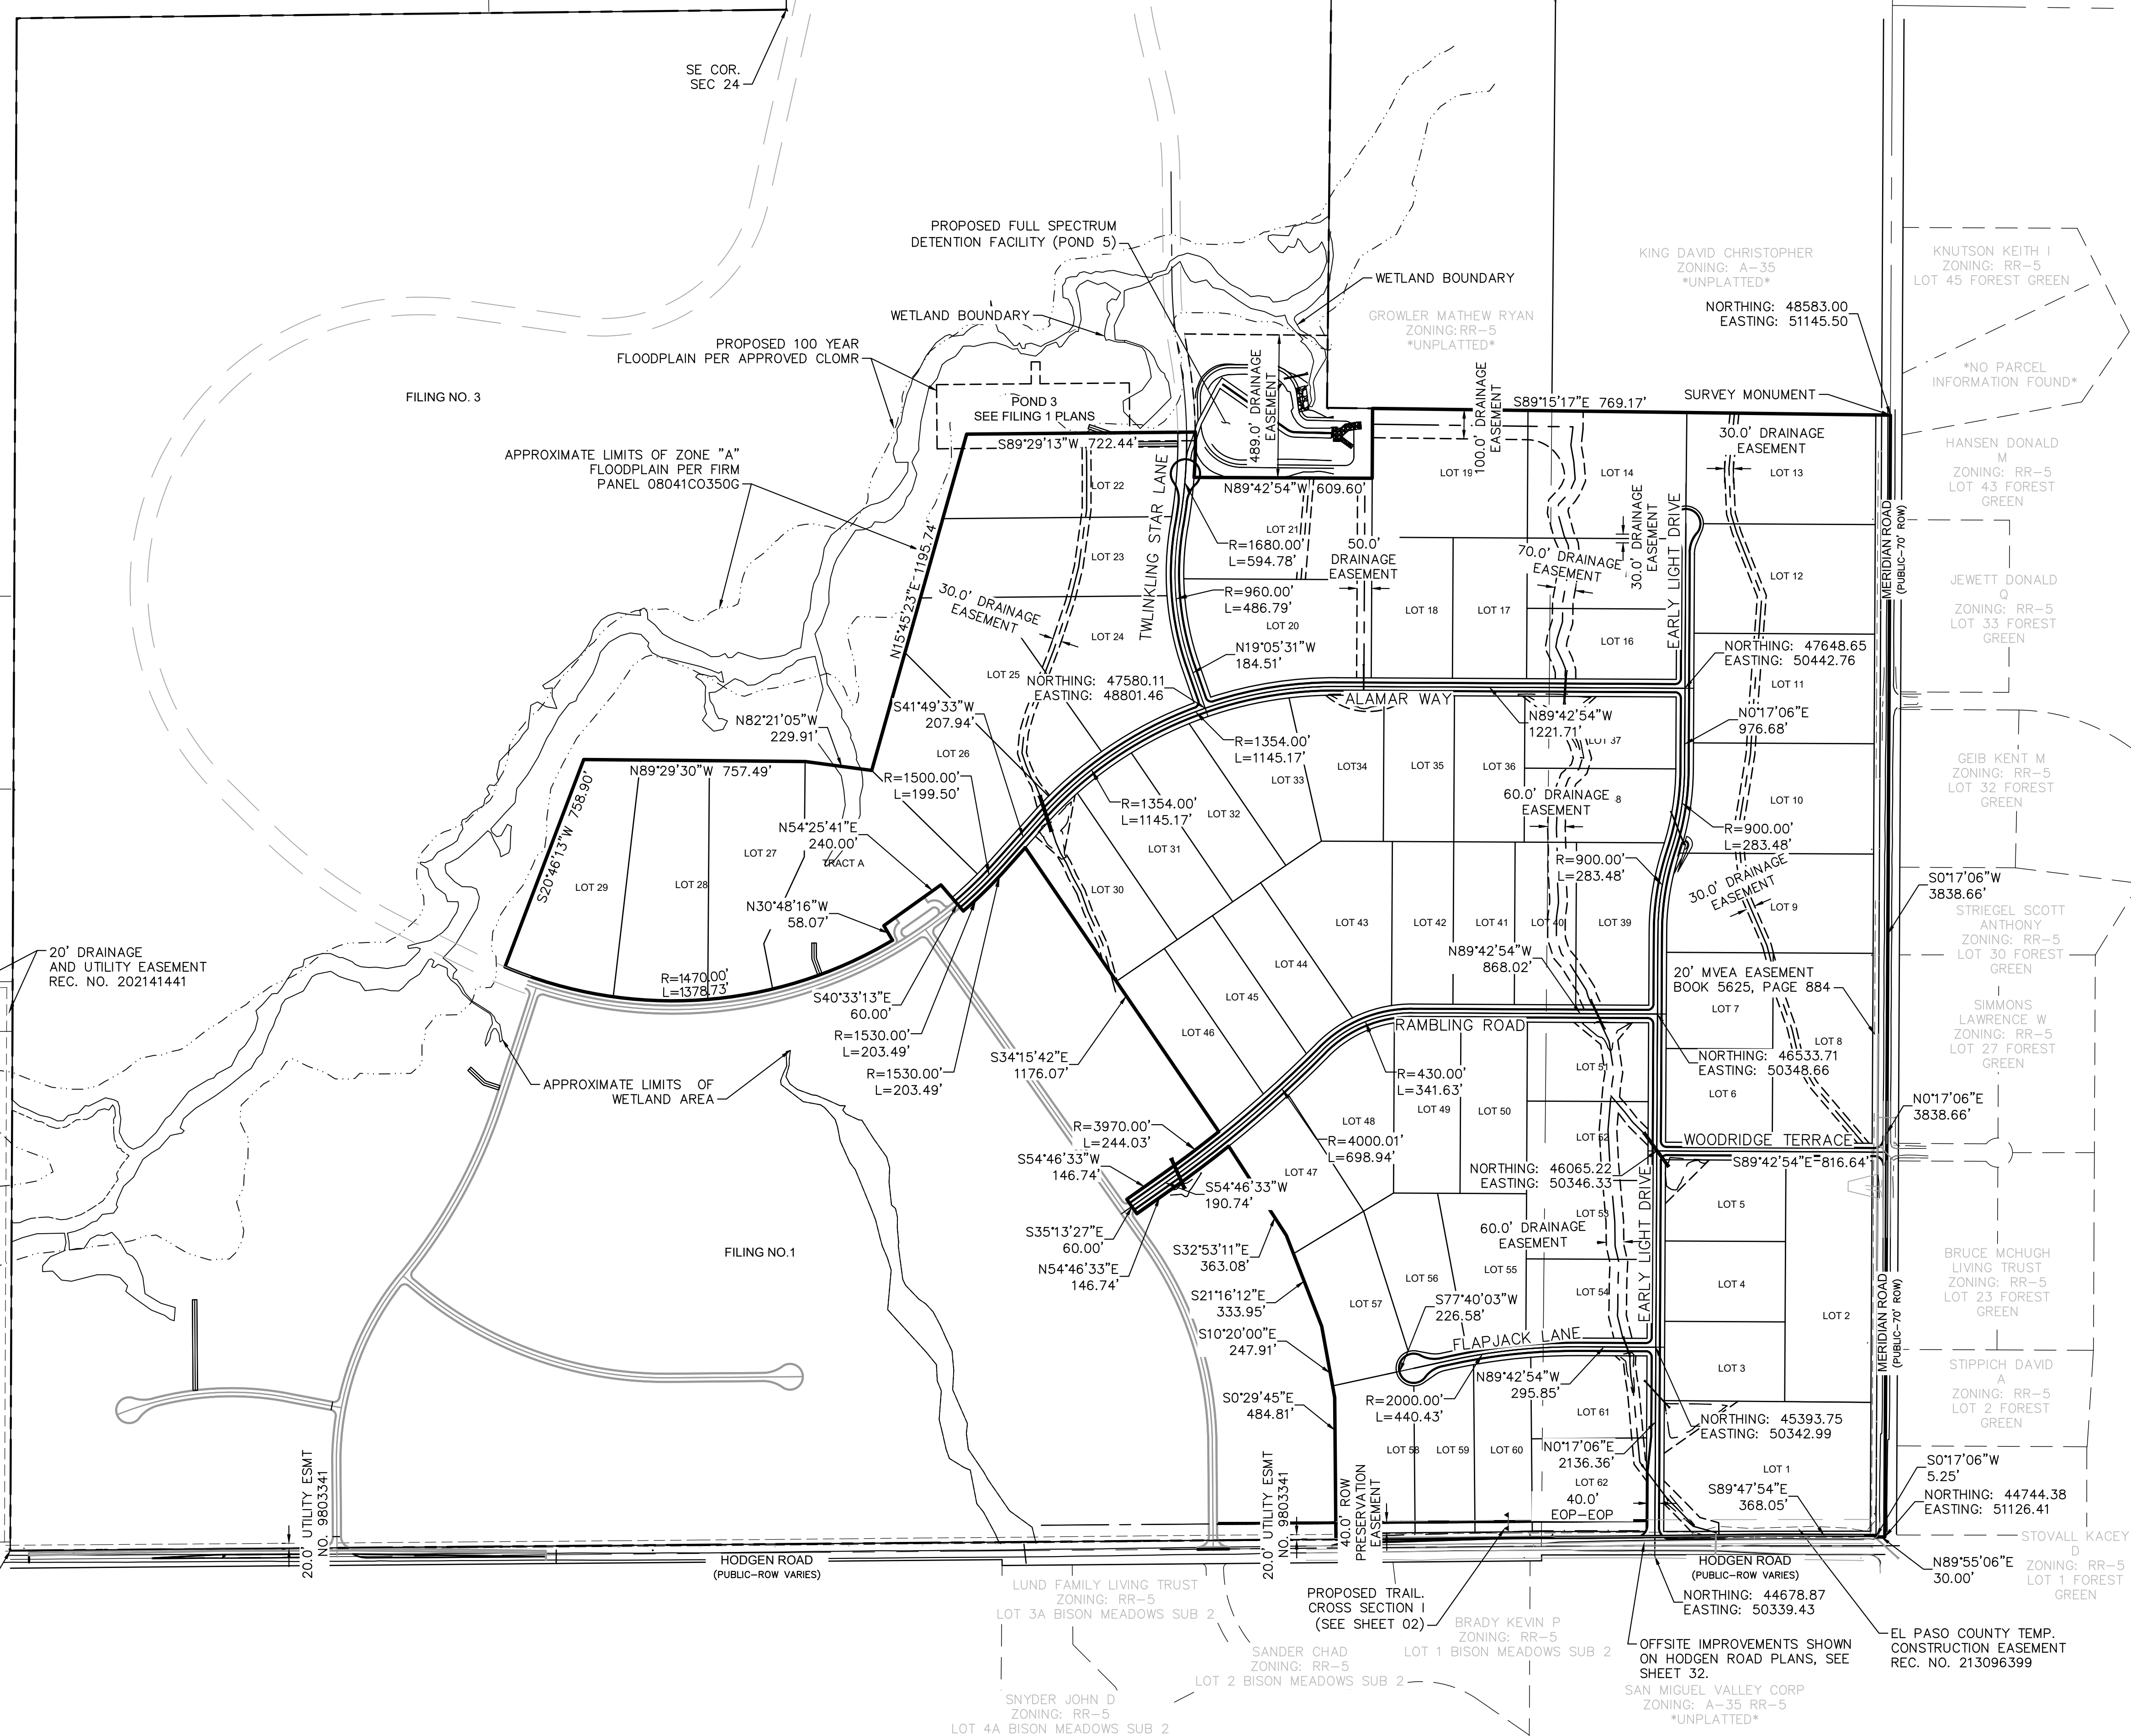 SE COR.
SEC 24
PROPOSED FULL SPECTRUM
DETENTION FACILITY (POND 5)
WETLAND BOUNDARY
WETLAND BOUNDARY
PROPOSED 100 YEAR
FLOODPLAIN PER APPROVED CLOMR
FILING NO. 3
APPROXIMATE LIMITS OF ZONE "A"
FLOODPLAIN PER FIRM
PANEL 08041C0350G
POND 3
SEE FILING 1 PLANS
S89°29'13"W 722.44'
489.0' DRAINAGE
EASEMENT
GROWLER MATHEW RYAN
ZONING: RR-5
*UNPLATTED*
KING DAVID CHRISTOPHER
ZONING: A-35
*UNPLATTED*
NORTHING: 48583.00
EASTING: 51145.50
KNUTSON KEITH I
ZONING: RR-5
LOT 45 FOREST GREEN
*NO PARCEL
INFORMATION FOUND*
SURVEY MONUMENT
S89°15'17"E 769.17'
100.0' DRAINAGE
EASEMENT
30.0' DRAINAGE
EASEMENT
LOT 13
LOT 14
LOT 19
HANSEN DONALD
M
ZONING: RR-5
LOT 43 FOREST
GREEN
N89°42'54"W 609.60'
LOT 22
TWLINKLING STAR LANE
LOT 21
R=1680.00'
L=594.78'
50.0'
DRAINAGE
EASEMENT
70.0' DRAINAGE
EASEMENT
30.0' DRAINAGE
EASEMENT
EARLY LIGHT DRIVE
MERIDIAN ROAD
(PUBLIC-70' ROW)
LOT 23
N15°45'23"E 1195.74'
30.0' DRAINAGE
EASEMENT
R=960.00'
L=486.79'
LOT 20
LOT 18
LOT 17
LOT 16
LOT 12
JEWETT DONALD
Q
ZONING: RR-5
LOT 33 FOREST
GREEN
LOT 24
N19°05'31"W
184.51'
LOT 25
NORTHING: 47580.11
EASTING: 48801.46
NORTHING: 47648.65
EASTING: 50442.76
LOT 11
ALAMAR WAY
S41°49'33"W
207.94'
N82°21'05"W
229.91'
LOT 26
N89°42'54"W
1221.71'
LOT 37
N0°17'06"E
976.68'
R=1354.00'
L=1145.17'
LOT 33
LOT34
LOT 35
LOT 36
N89°29'30"W 757.49'
R=1500.00'
L=199.50'
GEIB KENT M
ZONING: RR-5
LOT 32 FOREST
GREEN
S20°46'13"W 758.90'
R=1354.00'
L=1145.17'
LOT 32
60.0' DRAINAGE
EASEMENT
8
LOT 10
N54°25'41"E
240.00'
R=900.00'
L=283.48'
LOT 31
LOT 27
TRACT A
LOT 28
LOT 29
LOT 30
R=900.00'
L=283.48'
30.0' DRAINAGE
EASEMENT
LOT 9
S0°17'06"W
3838.66'
N30°48'16"W
58.07'
LOT 43
LOT 42
LOT 41
LOT 40
LOT 39
STRIEGEL SCOTT
ANTHONY
ZONING: RR-5
LOT 30 FOREST
GREEN
20' DRAINAGE
AND UTILITY EASEMENT
REC. NO. 202141441
N89°42'54"W
868.02'
LOT 44
20' MVEA EASEMENT
BOOK 5625, PAGE 884
R=1470.00'
L=1378.73'
S40°33'13"E
60.00'
LOT 45
LOT 7
SIMMONS
LAWRENCE W
ZONING: RR-5
LOT 27 FOREST
GREEN
RAMBLING ROAD
LOT 46
LOT 8
R=1530.00'
L=203.49'
R=1530.00'
L=203.49'
S34°15'42"E
1176.07'
NORTHING: 46533.71
EASTING: 50348.66
LOT 51
R=430.00'
L=341.63'
APPROXIMATE LIMITS OF
WETLAND AREA
LOT 6
N0°17'06"E
3838.66'
LOT 48
LOT 49
LOT 50
R=3970.00'
L=244.03'
R=4000.01'
L=698.94'
LOT 52
WOODRIDGE TERRACE
S89°42'54"E 816.64'
S54°46'33"W
146.74'
LOT 47
NORTHING: 46065.22
EASTING: 50346.33
S54°46'33"W
190.74'
LOT 5
S35°13'27"E
60.00'
LOT 53
60.0' DRAINAGE
EASEMENT
EARLY LIGHT DRIVE
FILING NO.1
S32°53'11"E
363.08'
N54°46'33"E
146.74'
LOT 55
LOT 56
LOT 54
LOT 4
BRUCE MCHUGH
LIVING TRUST
ZONING: RR-5
LOT 23 FOREST
GREEN
S21°16'12"E
333.95'
LOT 57
S77°40'03"W
226.58'
LOT 2
MERIDIAN ROAD
(PUBLIC-70' ROW)
S10°20'00"E
247.91'
FLAPJACK LANE
LOT 3
N89°42'54"W
295.85'
STIPPICH DAVID
A
ZONING: RR-5
LOT 2 FOREST
GREEN
S0°29'45"E
484.81'
R=2000.00'
L=440.43'
LOT 61
NORTHING: 45393.75
EASTING: 50342.99
LOT 58
LOT 59
LOT 60
N0°17'06"E
2136.36'
LOT 62
LOT 1
S0°17'06"W
5.25'
20.0' UTILITY ESMT
NO. 9803341
20.0' UTILITY ESMT
NO. 9803341
40.0' ROW
PRESERVATION
EASEMENT
40.0'
EOP-EOP
S89°47'54"E
368.05'
NORTHING: 44744.38
EASTING: 51126.41
STOVALL KACEY
D
ZONING: RR-5
LOT 1 FOREST
GREEN
HODGEN ROAD
(PUBLIC-ROW VARIES)
HODGEN ROAD
(PUBLIC-ROW VARIES)
N89°55'06"E
30.00'
LUND FAMILY LIVING TRUST
ZONING: RR-5
LOT 3A BISON MEADOWS SUB 2
PROPOSED TRAIL.
CROSS SECTION I
(SEE SHEET 02)
NORTHING: 44678.87
EASTING: 50339.43
BRADY KEVIN P
ZONING: RR-5
LOT 1 BISON MEADOWS SUB 2
OFFSITE IMPROVEMENTS SHOWN
ON HODGEN ROAD PLANS, SEE
SHEET 32.
EL PASO COUNTY TEMP.
CONSTRUCTION EASEMENT
REC. NO. 213096399
SANDER CHAD
ZONING: RR-5
LOT 2 BISON MEADOWS SUB 2
SAN MIGUEL VALLEY CORP
ZONING: A-35 RR-5
*UNPLATTED*
SNYDER JOHN D
ZONING: RR-5
LOT 4A BISON MEADOWS SUB 2